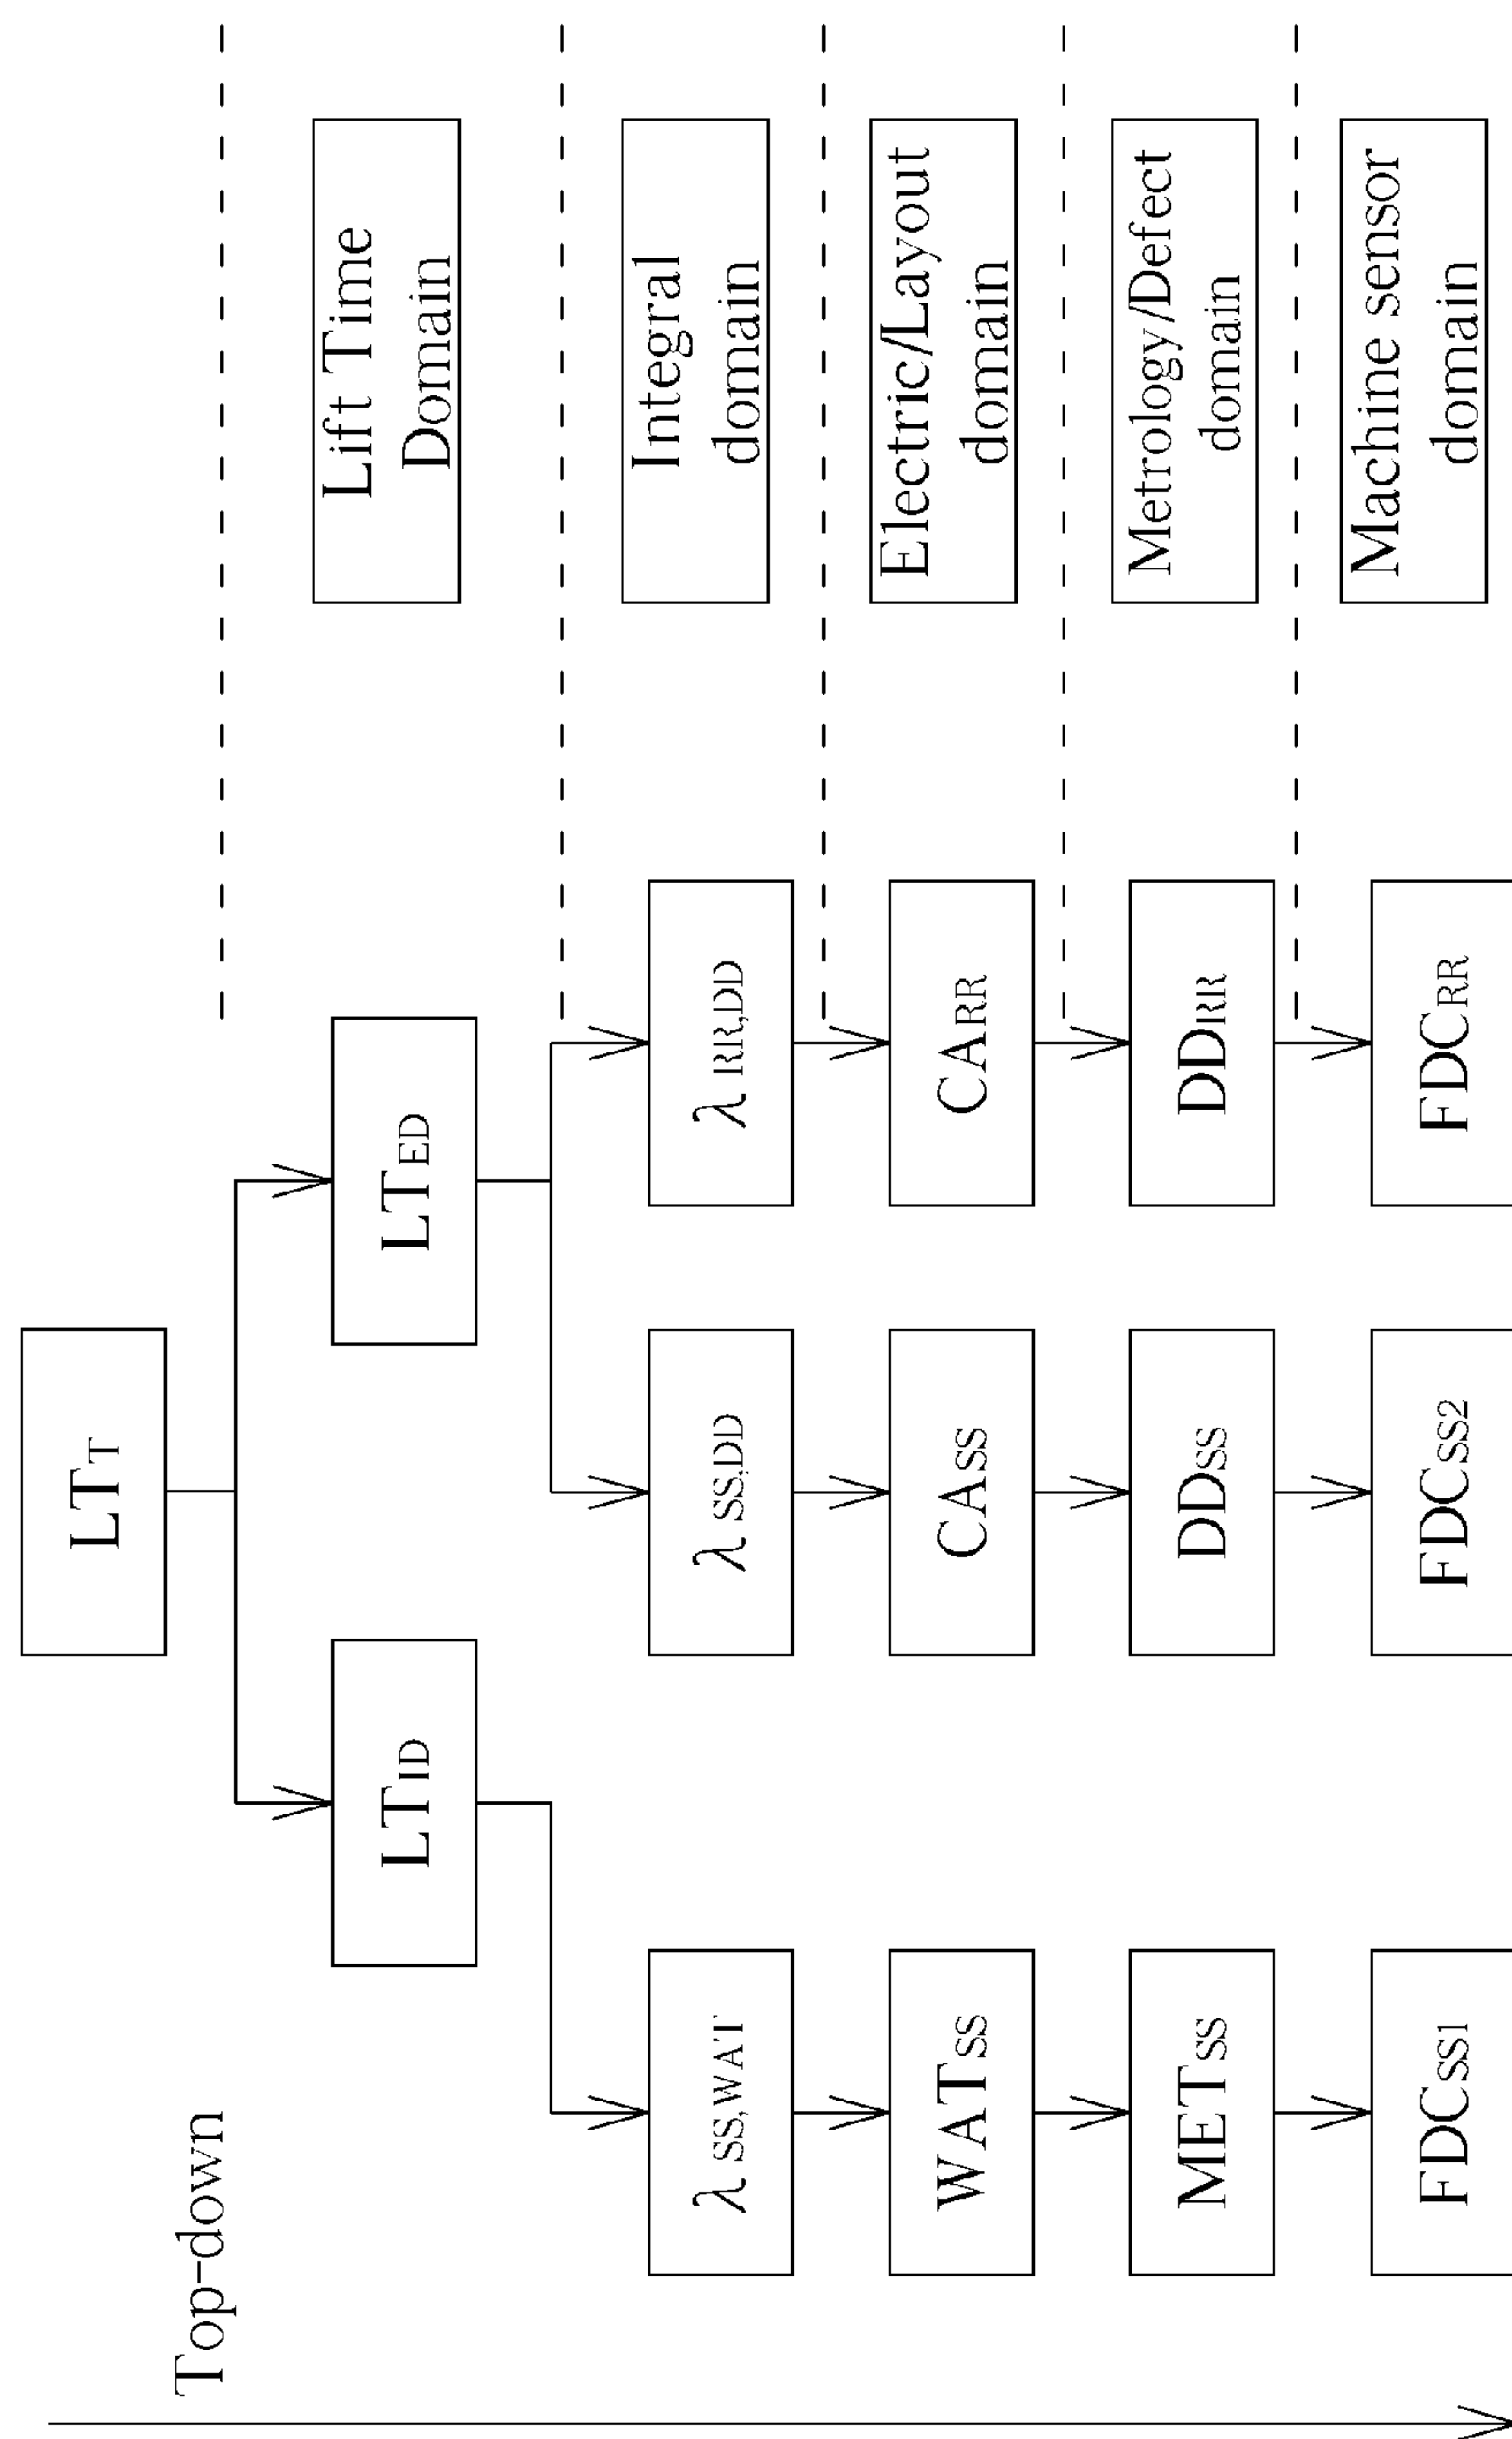 Top-down
LTT
LTID
LTED
Lift Time
Domain
λ SS,WAT
λ SS,DD
λ RR,DD
Integral
domain
WATSS
CASS
CARR
Electric/Layout
domain
METSS
DDSS
DDRR
Metrology/Defect
domain
FDCSS1
FDCSS2
FDCRR
Machine sensor
domain